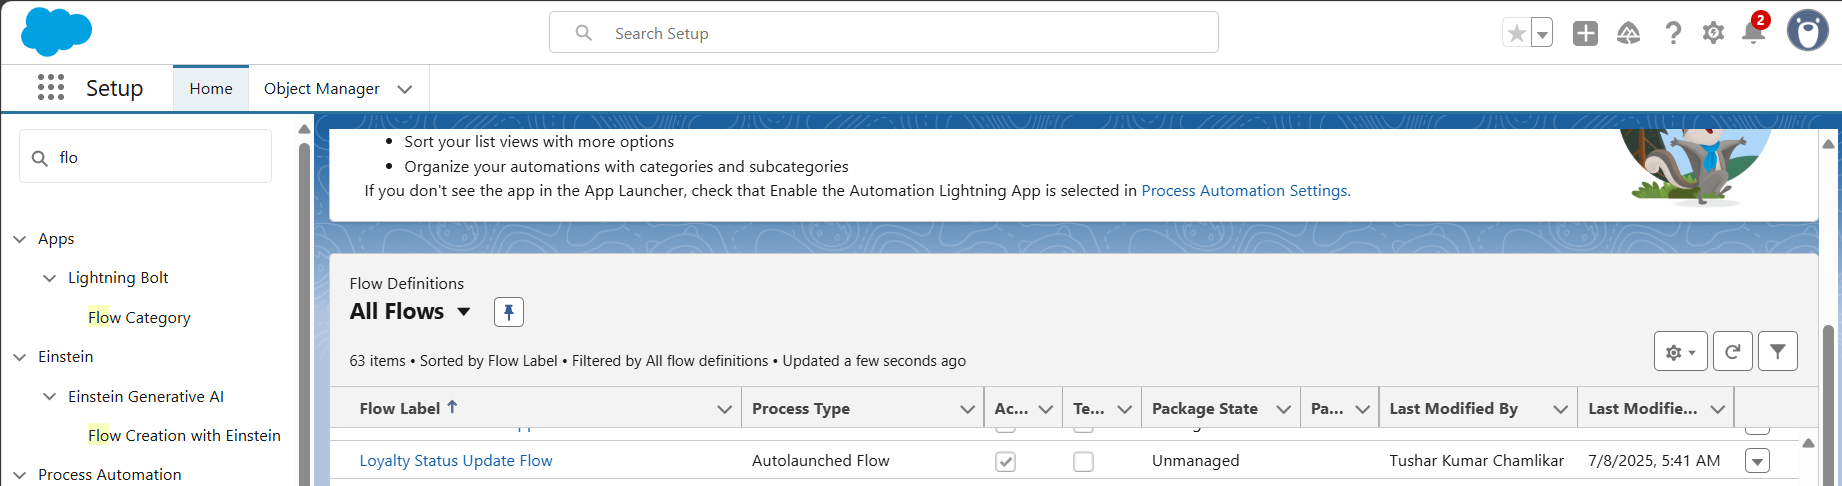 Search Setup
2
Setup
Home
Object Manager
flo
Apps
Lightning Bolt
Flow Category
Einstein
Einstein Generative AI
Flow Creation with Einstein
Process Automation
Sort your list views with more options
Organize your automations with categories and subcategories
If you don't see the app in the App Launcher, check that Enable the Automation Lightning App is selected in Process Automation Settings.
Flow Definitions
All Flows
63 items • Sorted by Flow Label • Filtered by All flow definitions • Updated a few seconds ago
Flow Label Process Type Ac... Te... Package State Pa... Last Modified By Last Modifie...
Loyalty Status Update Flow Autolaunched Flow Unmanaged Tushar Kumar Chamlikar 7/8/2025, 5:41 AM